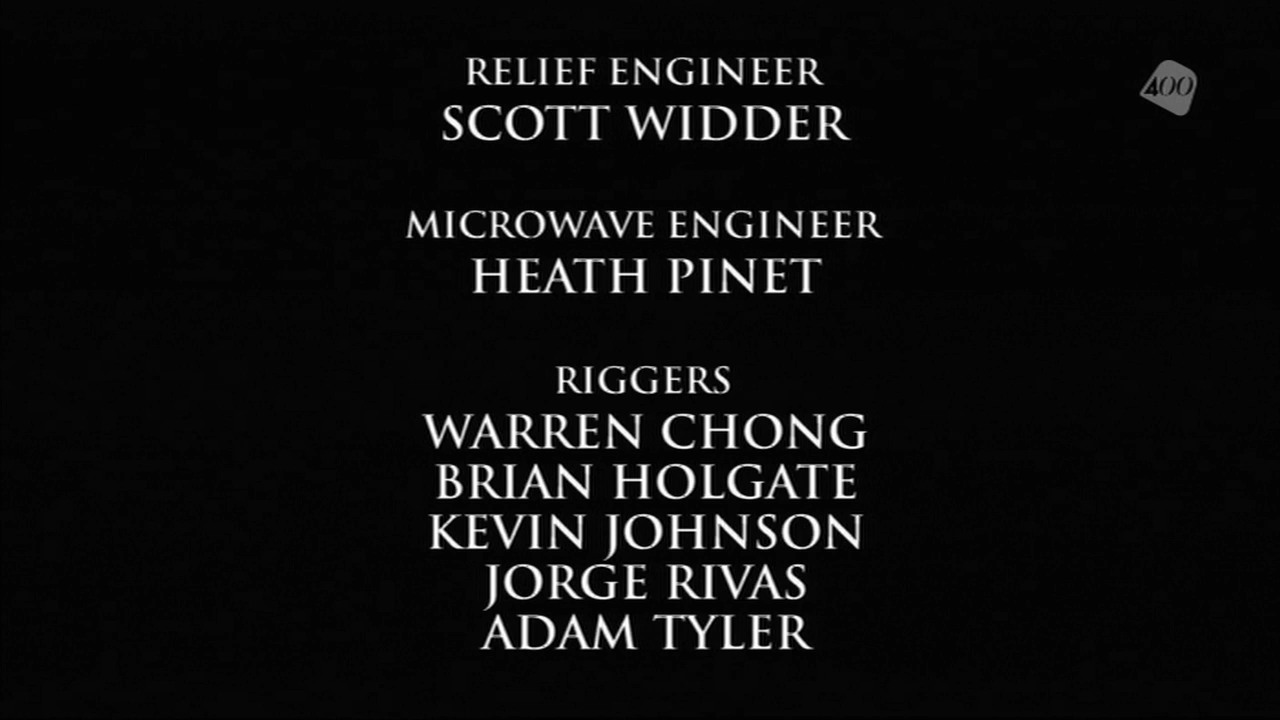 RELIEF ENGINEER
400
SCOTT WIDDER
MICROWAVE ENGINEER
HEATH PINET
RIGGERS
WARREN CHONG
BRIAN HOLGATE
KEVIN JOHNSON
JORGE RIVAS
ADAM TYLER